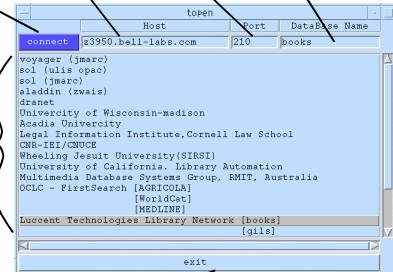 topen
Host Port DataBase Name
connect z3950.bell-labs.com 210 books
voyager (jmarc)
sol (ulis opac)
sol (jmarc)
aladdin (zwais)
dranet
Univercity of Wisconsin-madison
Acadia Univercity
Legal Information Institute,Cornell Law School
CNR-IEI/CNUCE
Wheeling Jesuit University(SIRSI)
University of California. Library Automation
Multimedia Database Systems Group, RMIT, Australia
OCLC - FirstSearch [AGRICOLA]
[WorldCat]
[MEDLINE]
Luccent Technologies Library Network [books]
[gils]
exit